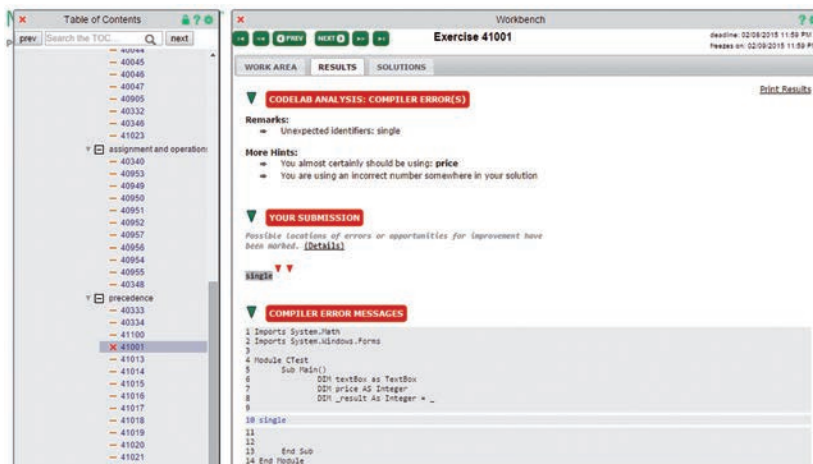 Table of Contents
prev Search the TOC... next
40044
40045
40046
40047
40905
40332
40346
41023
assignment and operations
40340
40953
40949
40950
40951
40952
40957
40956
40954
40955
40348
precedence
40333
40334
41100
41001
41013
41014
41015
41016
41017
41018
41019
41020
41021
Workbench
PREV NEXT Exercise 41001
deadline: 02/09/2015 11:59 PM
freezes on: 02/09/2015 11:59 PM
WORK AREA RESULTS SOLUTIONS
Print Results
CODELAB ANALYSIS: COMPILER ERROR(S)
Remarks:
⇒ Unexpected identifiers: single
More Hints:
⇒ You almost certainly should be using: price
⇒ You are using an incorrect number somewhere in your solution
YOUR SUBMISSION
Possible locations of errors or opportunities for improvement have
been marked. (Details)
single
COMPILER ERROR MESSAGES
1 Imports System.Math
2 Imports System.Windows.Forms
3
4 Module CTest
5 Sub Main()
6 DIM textBox as TextBox
7 DIM price AS Integer
8 DIM _result As Integer = _
9
10 single
11
12
13 End Sub
14 End Module